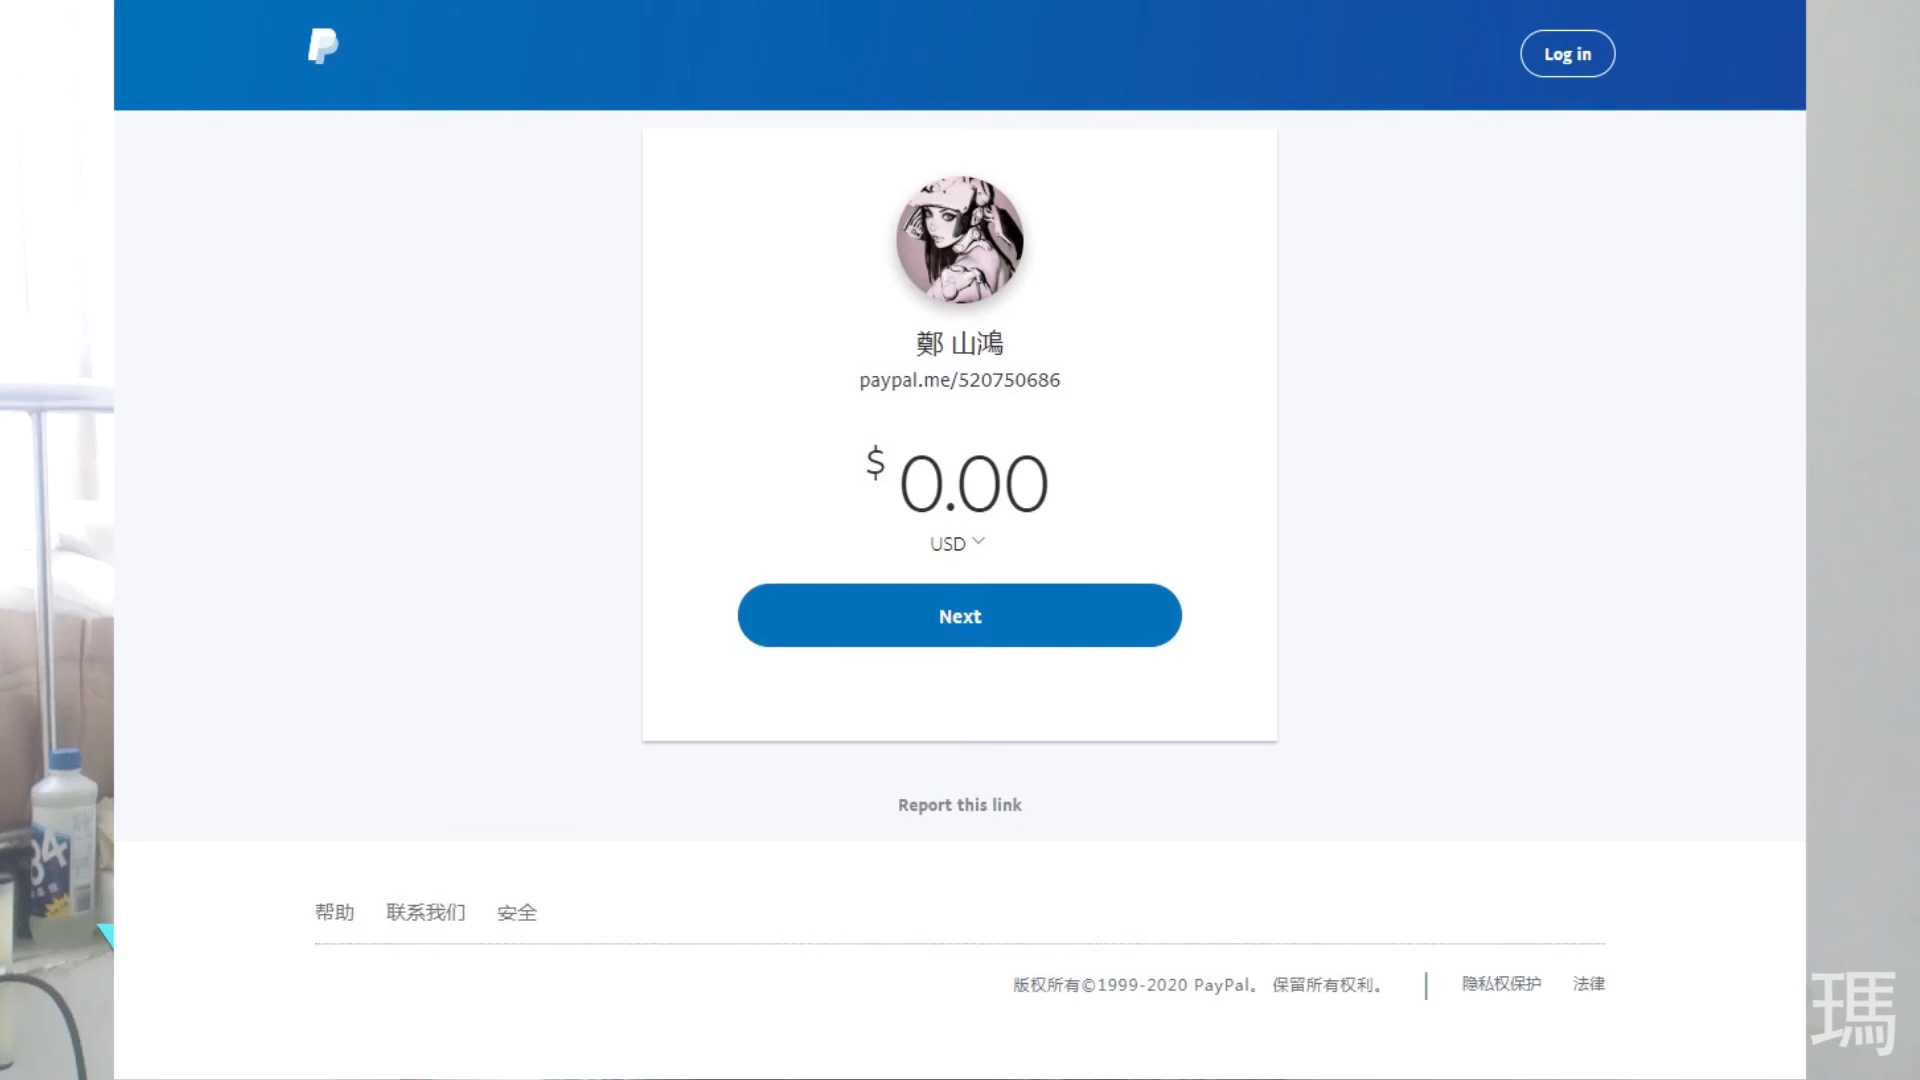 Log in
鄭 山鴻
paypal.me/520750686
$ 0.00
USD
Next
Report this link
帮助 联系我们 安全
版权所有©1999-2020 PayPal。 保留所有权利。 | 隐私权保护 法律
84
瑪